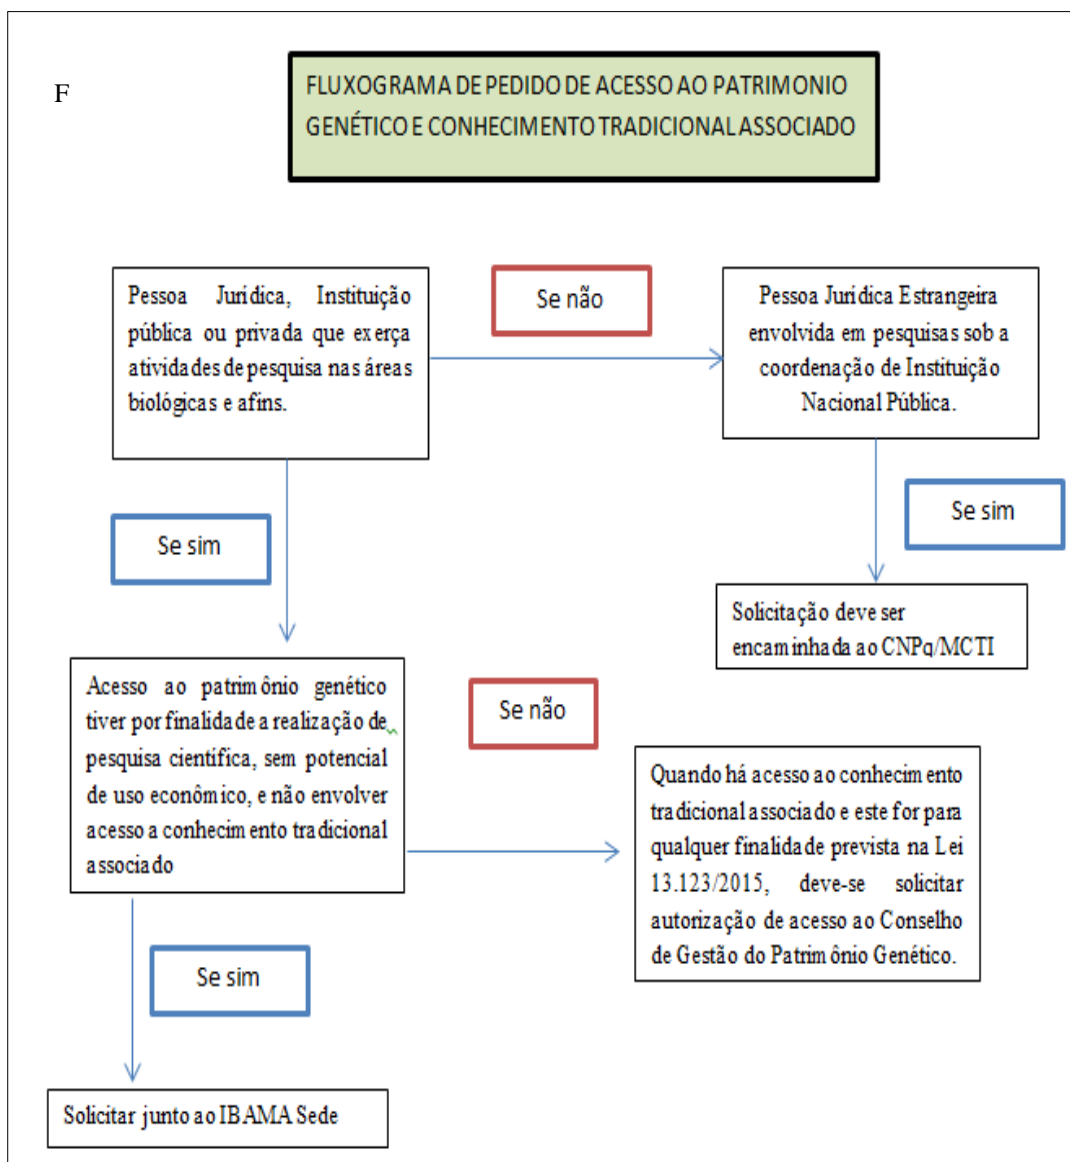 F
FLUXOGRAMA DE PEDIDO DE ACESSO AO PATRIMONIO
GENÉTICO E CONHECIMENTO TRADICIONAL ASSOCIADO
Pessoa Jurídica, Instituição
pública ou privada que exerça
atividades de pesquisa nas áreas
biológicas e afins.
Se não
Pessoa Jurídica Estrangeira
envolvida em pesquisas sob a
coordenação de Instituição
Nacional Pública.
Se sim
Se sim
Solicitação deve ser
encaminhada ao CNPq/MCTI
Acesso ao patrimônio genético
tiver por finalidade a realização de
pesquisa científica, sem potencial
de uso econômico, e não envolver
acesso a conhecimento tradicional
associado
Se não
Quando há acesso ao conhecimento
tradicional associado e este for para
qualquer finalidade prevista na Lei
13.123/2015, deve-se solicitar
autorização de acesso ao Conselho
de Gestão do Patrimônio Genético.
Se sim
Solicitar junto ao IBAMA Sede